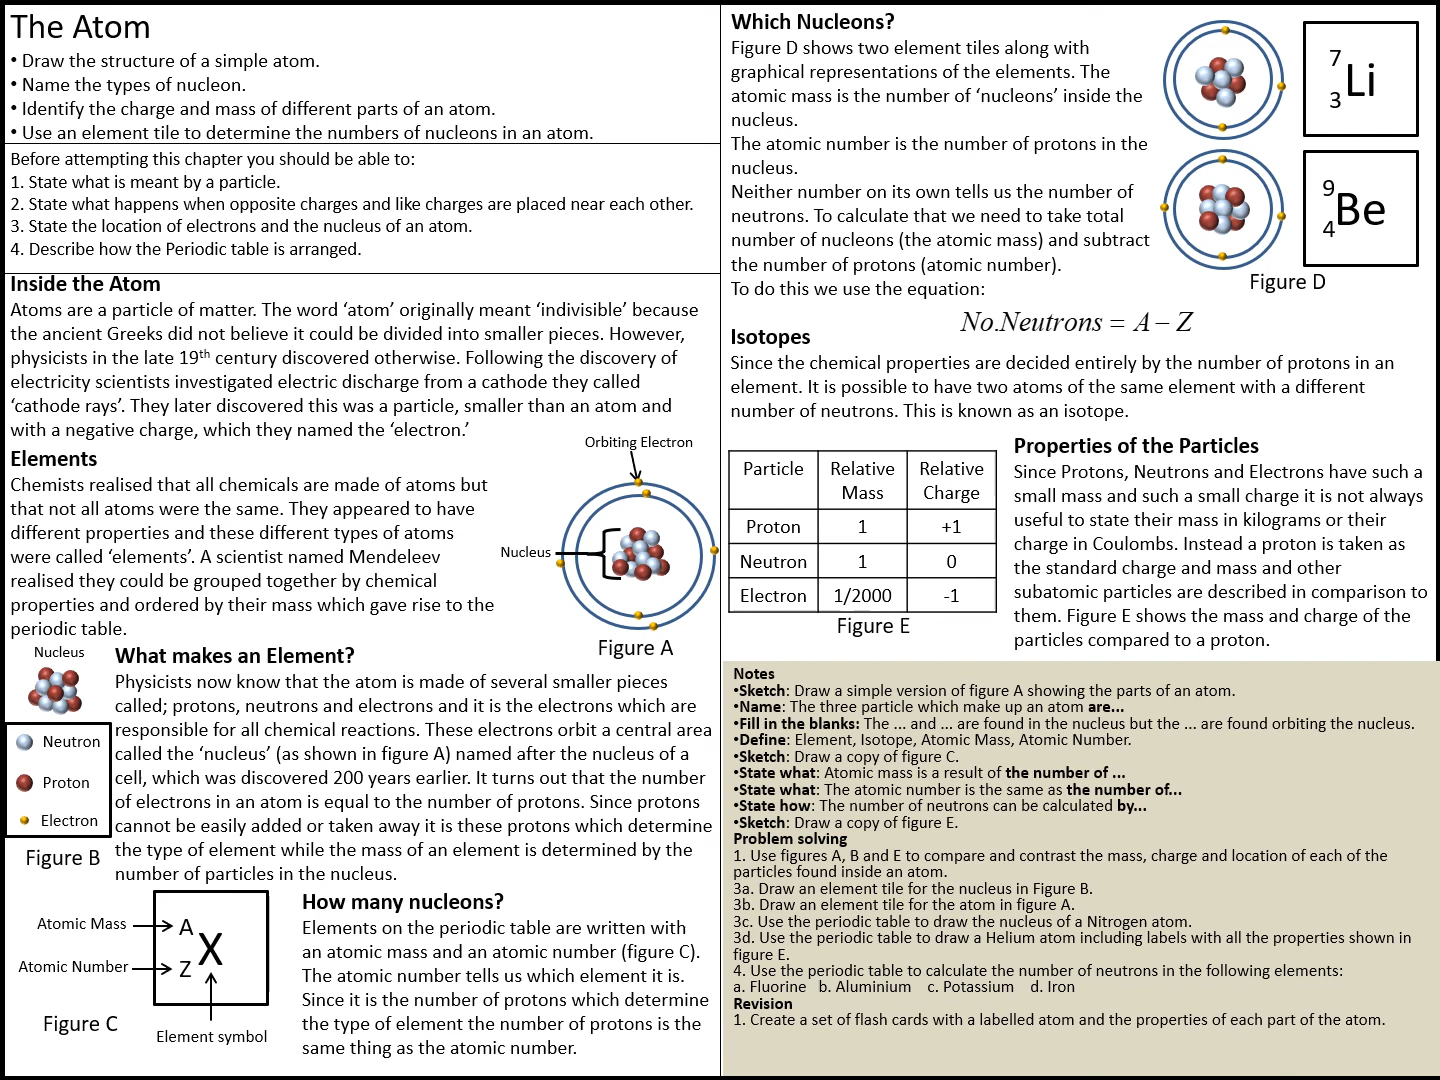 The Atom
• Draw the structure of a simple atom.
• Name the types of nucleon.
• Identify the charge and mass of different parts of an atom.
• Use an element tile to determine the numbers of nucleons in an atom.
Before attempting this chapter you should be able to:
1. State what is meant by a particle.
2. State what happens when opposite charges and like charges are placed near each other.
3. State the location of electrons and the nucleus of an atom.
4. Describe how the Periodic table is arranged.
Inside the Atom
Atoms are a particle of matter. The word ‘atom’ originally meant ‘indivisible’ because
the ancient Greeks did not believe it could be divided into smaller pieces. However,
physicists in the late 19th century discovered otherwise. Following the discovery of
electricity scientists investigated electric discharge from a cathode they called
‘cathode rays’. They later discovered this was a particle, smaller than an atom and
with a negative charge, which they named the ‘electron.’
Elements
Chemists realised that all chemicals are made of atoms but
that not all atoms were the same. They appeared to have
different properties and these different types of atoms
were called ‘elements’. A scientist named Mendeleev
realised they could be grouped together by chemical
properties and ordered by their mass which gave rise to the
periodic table.
Orbiting Electron
Nucleus
Figure A
Nucleus
Neutron
Proton
Electron
Figure B
What makes an Element?
Physicists now know that the atom is made of several smaller pieces
called; protons, neutrons and electrons and it is the electrons which are
responsible for all chemical reactions. These electrons orbit a central area
called the ‘nucleus’ (as shown in figure A) named after the nucleus of a
cell, which was discovered 200 years earlier. It turns out that the number
of electrons in an atom is equal to the number of protons. Since protons
cannot be easily added or taken away it is these protons which determine
the type of element while the mass of an element is determined by the
number of particles in the nucleus.
Atomic Mass
A
X
Atomic Number
Z
Element symbol
Figure C
How many nucleons?
Elements on the periodic table are written with
an atomic mass and an atomic number (figure C).
The atomic number tells us which element it is.
Since it is the number of protons which determine
the type of element the number of protons is the
same thing as the atomic number.
Which Nucleons?
Figure D shows two element tiles along with
graphical representations of the elements. The
atomic mass is the number of ‘nucleons’ inside the
nucleus.
The atomic number is the number of protons in the
nucleus.
Neither number on its own tells us the number of
neutrons. To calculate that we need to take total
number of nucleons (the atomic mass) and subtract
the number of protons (atomic number).
To do this we use the equation:
7
3
Li
9
4
Be
Figure D
No.Neutrons = A – Z
Isotopes
Since the chemical properties are decided entirely by the number of protons in an
element. It is possible to have two atoms of the same element with a different
number of neutrons. This is known as an isotope.
Particle Relative Mass Relative Charge
Proton 1 +1
Neutron 1 0
Electron 1/2000 -1
Figure E
Properties of the Particles
Since Protons, Neutrons and Electrons have such a
small mass and such a small charge it is not always
useful to state their mass in kilograms or their
charge in Coulombs. Instead a proton is taken as
the standard charge and mass and other
subatomic particles are described in comparison to
them. Figure E shows the mass and charge of the
particles compared to a proton.
Notes
•Sketch: Draw a simple version of figure A showing the parts of an atom.
•Name: The three particle which make up an atom are...
•Fill in the blanks: The ... and ... are found in the nucleus but the ... are found orbiting the nucleus.
•Define: Element, Isotope, Atomic Mass, Atomic Number.
•Sketch: Draw a copy of figure C.
•State what: Atomic mass is a result of the number of ...
•State what: The atomic number is the same as the number of...
•State how: The number of neutrons can be calculated by...
•Sketch: Draw a copy of figure E.
Problem solving
1. Use figures A, B and E to compare and contrast the mass, charge and location of each of the
particles found inside an atom.
3a. Draw an element tile for the nucleus in Figure B.
3b. Draw an element tile for the atom in figure A.
3c. Use the periodic table to draw the nucleus of a Nitrogen atom.
3d. Use the periodic table to draw a Helium atom including labels with all the properties shown in
figure E.
4. Use the periodic table to calculate the number of neutrons in the following elements:
a. Fluorine b. Aluminium c. Potassium d. Iron
Revision
1. Create a set of flash cards with a labelled atom and the properties of each part of the atom.